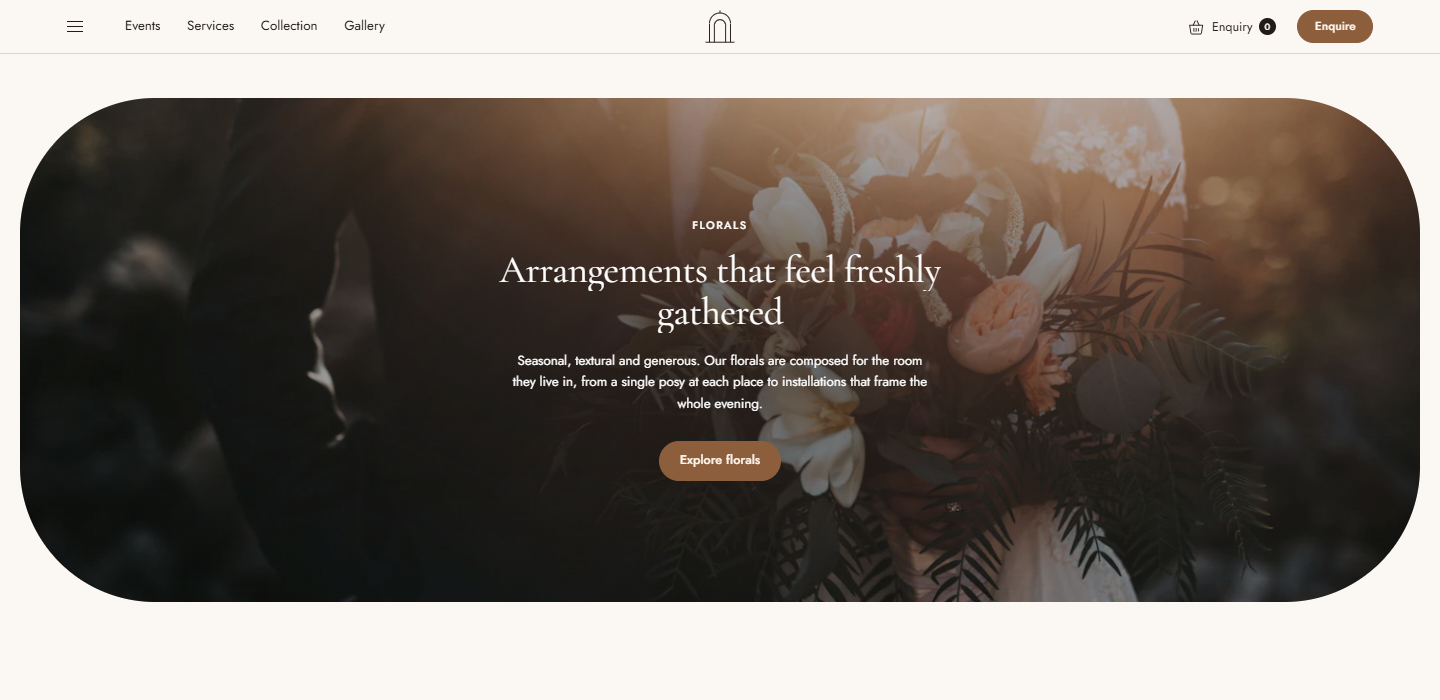 Events
Services
Collection
Gallery
Enquiry 0
Enquire
FLORALS
Arrangements that feel freshly
gathered
Seasonal, textural and generous. Our florals are composed for the room
they live in, from a single posy at each place to installations that frame the
whole evening.
Explore florals